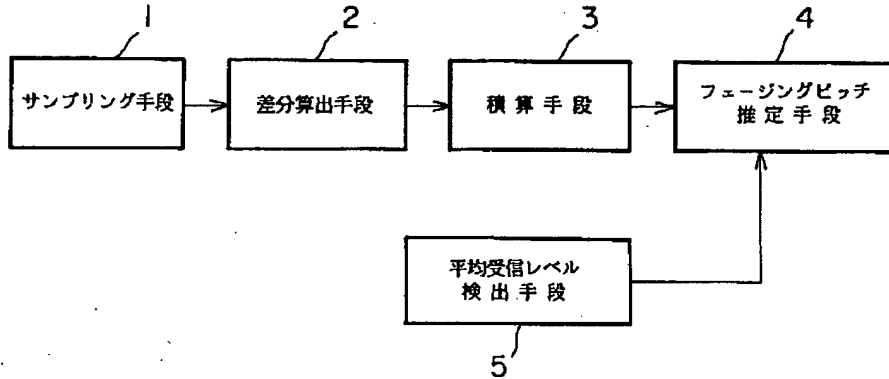 1
2
3
4
サンプリング手段
差分算出手段
積算手段
フェージングピッチ
推定手段
平均受信レベル
検出手段
5